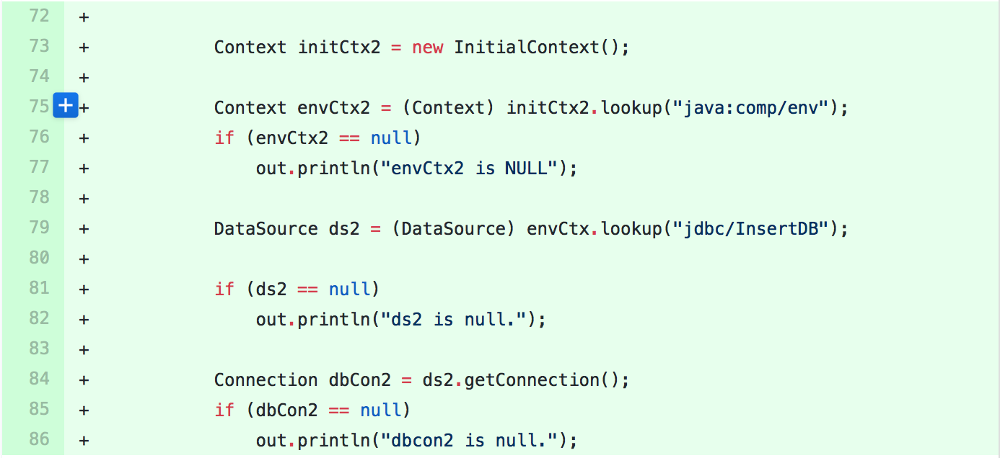 72 +
73 + Context initCtx2 = new InitialContext();
74 +
75 + + Context envCtx2 = (Context) initCtx2.lookup("java:comp/env");
76 + if (envCtx2 == null)
77 + out.println("envCtx2 is NULL");
78 +
79 + DataSource ds2 = (DataSource) envCtx.lookup("jdbc/InsertDB");
80 +
81 + if (ds2 == null)
82 + out.println("ds2 is null.");
83 +
84 + Connection dbCon2 = ds2.getConnection();
85 + if (dbCon2 == null)
86 + out.println("dbcon2 is null.");